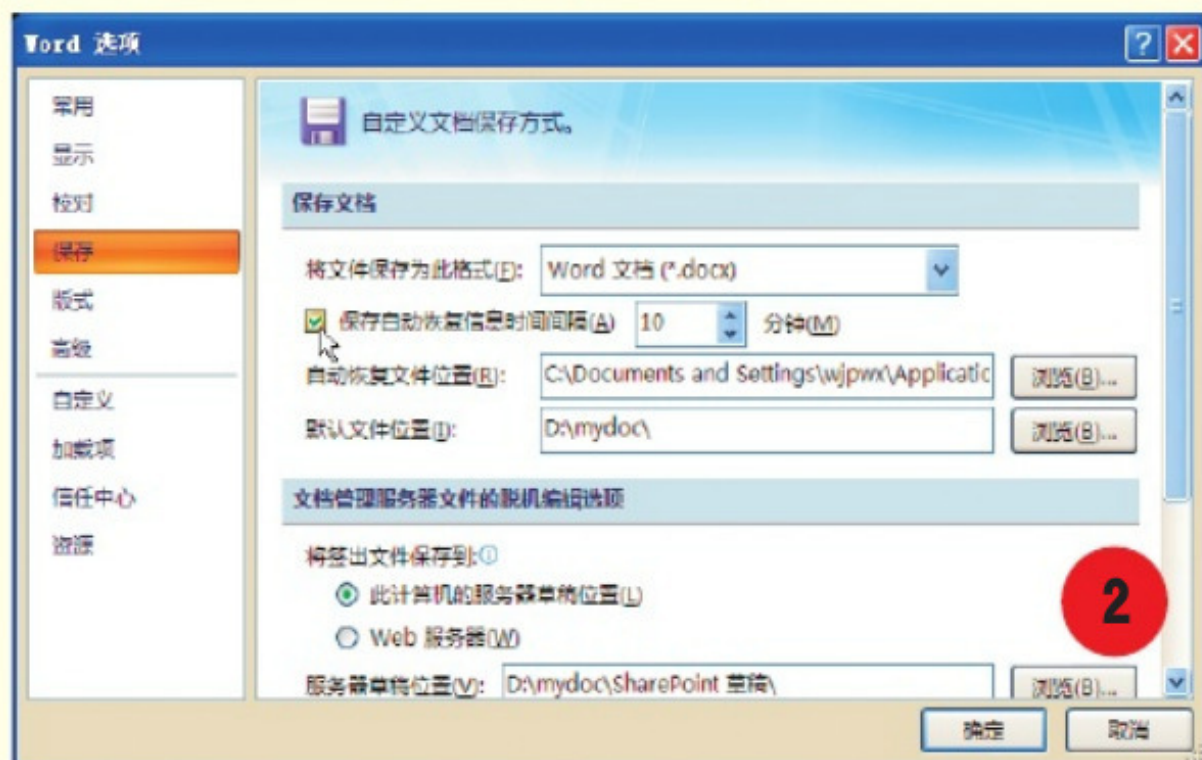 Word 选项
常用
显示
校对
保存
版式
高级
自定义
加载项
信任中心
资源
自定义文档保存方式。
保存文档
将文件保存为此格式(F): Word 文档 (*.docx)
保存自动恢复信息时间间隔(A) 10 分钟(M)
自动恢复文件位置(R): C:\Documents and Settings\wjpwx\Applicatic 浏览(B)...
默认文件位置(I): D:\mydoc\ 浏览(B)...
文档管理服务器文件的脱机编辑选项
将签出文件保存到:
此计算机的服务器草稿位置(L)
Web 服务器(W)
服务器草稿位置(V): D:\mydoc\SharePoint 草稿\ 浏览(B)...
2
确定 取消